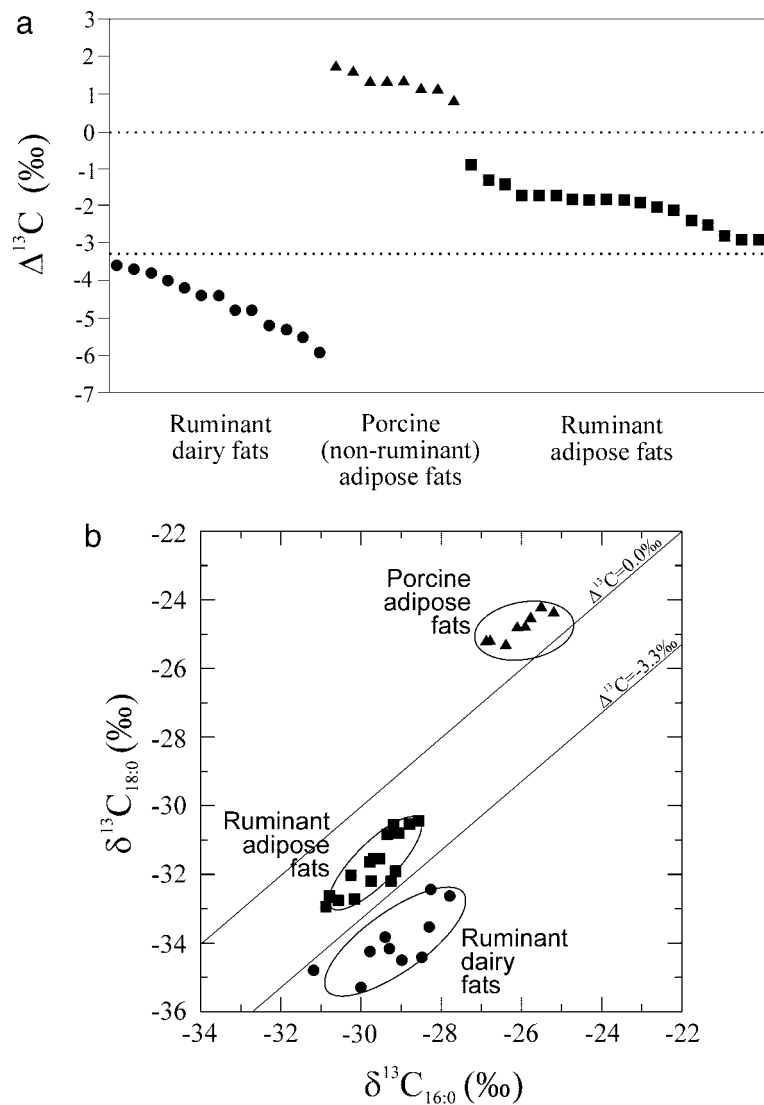 a
Δ¹³C (‰)
3
2
1
0
-1
-2
-3
-4
-5
-6
-7
Ruminant
dairy fats
Porcine
(non-ruminant)
adipose fats
Ruminant
adipose fats
b
δ¹³C₁₈:₀ (‰)
-22
-24
-26
-28
-30
-32
-34
-36
Porcine
adipose
fats
Δ¹³C=0.0‰
Δ¹³C=-3.3‰
Ruminant
adipose
fats
Ruminant
dairy
fats
-34
-32
-30
-28
-26
-24
-22
δ¹³C₁₆:₀ (‰)